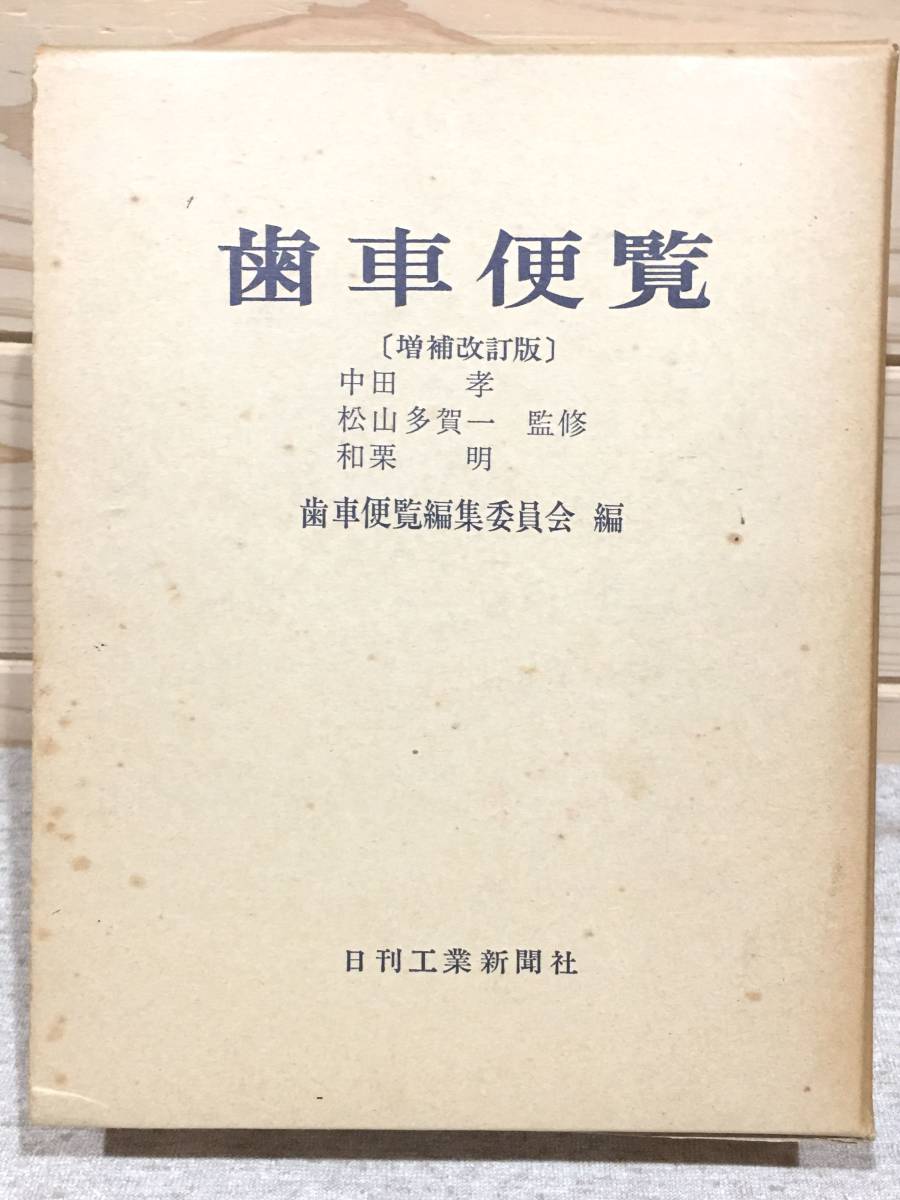 歯車便覧
〔増補改訂版〕
中田 孝
松山多賀一 監修
和栗 明
歯車便覧編集委員会 編
日刊工業新聞社